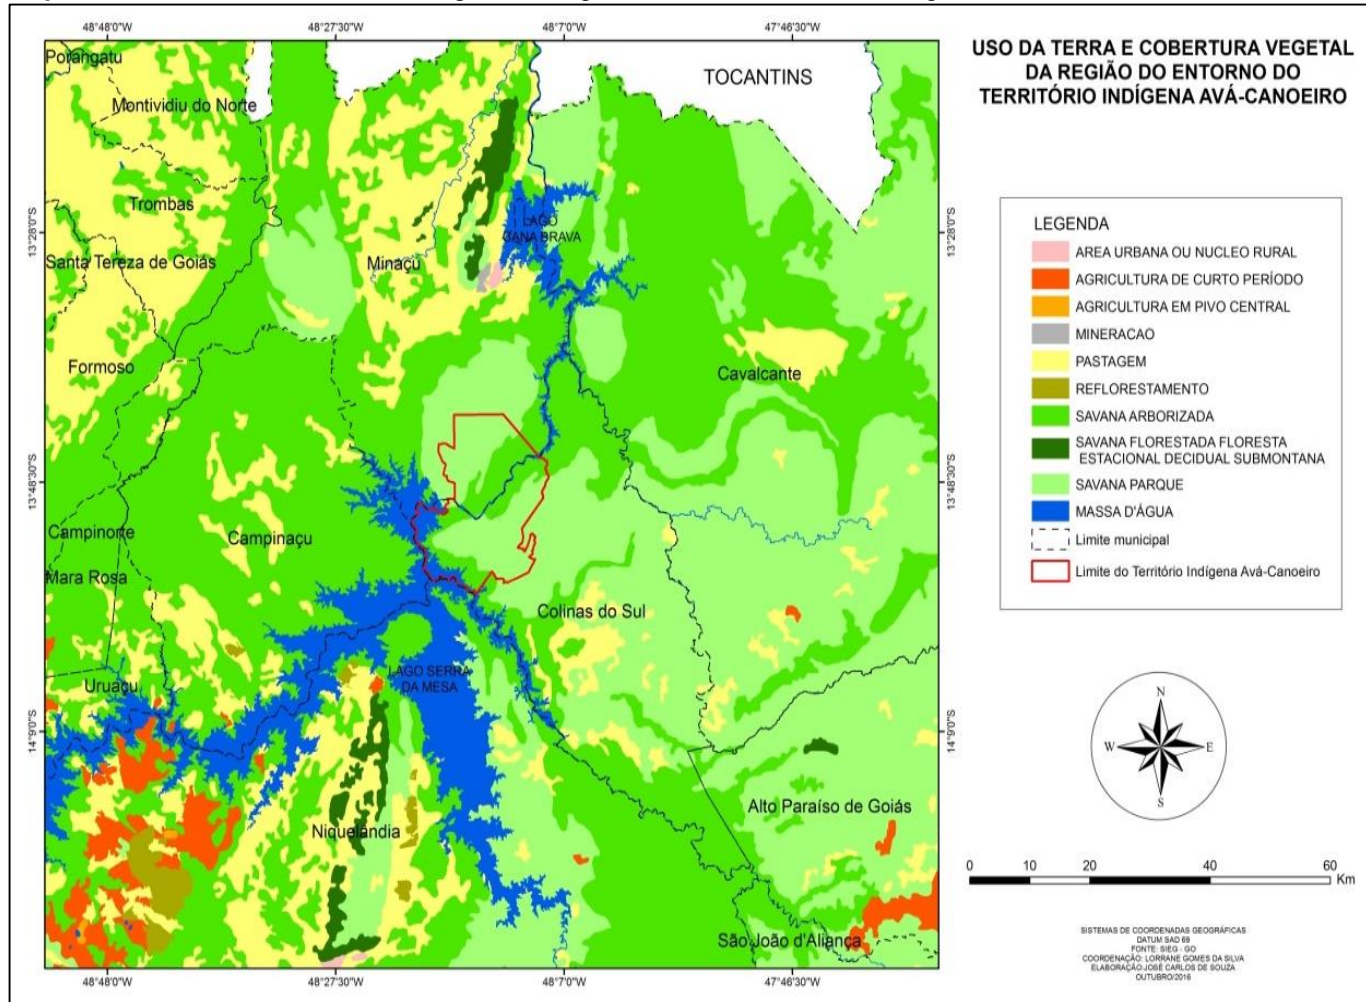 48°48'0"W
48°27'30"W
48°7'0"W
47°46'30"W
USO DA TERRA E COBERTURA VEGETAL
DA REGIÃO DO ENTORNO DO
TERRITÓRIO INDÍGENA AVÁ-CANOEIRO
Porangatu
TOCANTINS
Montividiu do Norte
Trombas
LAGO
CANA BRAVA
13°28'0"S
13°28'0"S
Santa Tereza de Goiás
Minaçu
Formoso
Cavalcante
13°48'30"S
13°48'30"S
Campinorte
Campinaçu
Mara Rosa
Colinas do Sul
LAGO SERRA
DA MESA
Uruaçu
14°9'0"S
14°9'0"S
Niquelândia
Alto Paraíso de Goiás
São João d'Aliança
48°48'0"W
48°27'30"W
48°7'0"W
47°46'30"W
LEGENDA
AREA URBANA OU NUCLEO RURAL
AGRICULTURA DE CURTO PERÍODO
AGRICULTURA EM PIVO CENTRAL
MINERACAO
PASTAGEM
REFLORESTAMENTO
SAVANA ARBORIZADA
SAVANA FLORESTADA FLORESTA
ESTACIONAL DECIDUAL SUBMONTANA
SAVANA PARQUE
MASSA D'ÁGUA
Limite municipal
Limite do Território Indígena Avá-Canoeiro
N
W
E
S
0 10 20 40 60
Km
SISTEMAS DE COORDENADAS GEOGRÁFICAS
DATUM SAD 69
FONTE: SIEG - GO
COORDENAÇÃO: LORRANE GOMES DA SILVA
ELABORAÇÃO:JOSÉ CARLOS DE SOUZA
OUTUBRO/2016